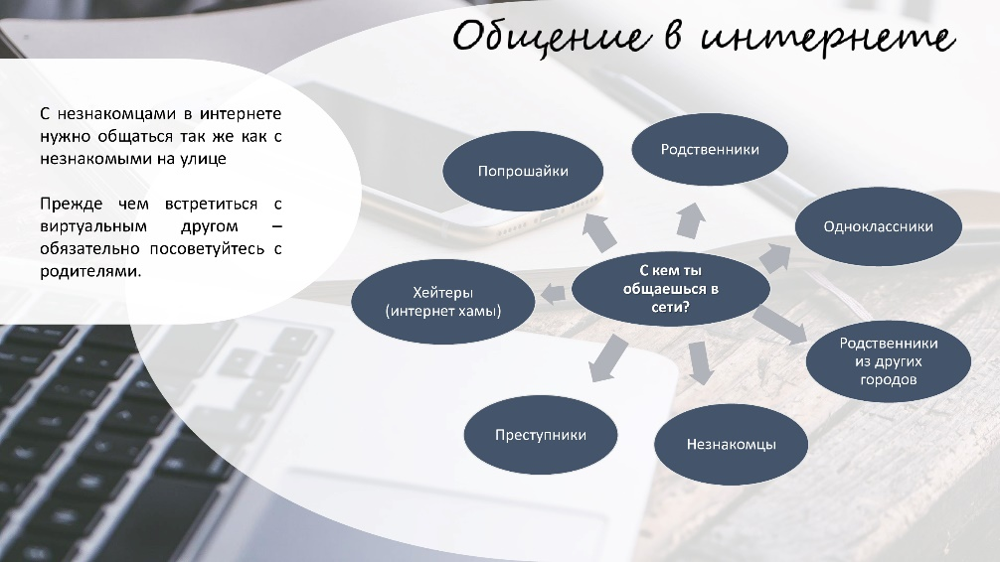 Общение в интернете
С незнакомцами в интернете
нужно общаться так же как с
незнакомыми на улице
Прежде чем встретиться с
виртуальным другом –
обязательно посоветуйтесь с
родителями.
Попрошайки
Родственники
Одноклассники
Хейтеры
(интернет хамы)
С кем ты
общаешься в
сети?
Родственники
из других
городов
Преступники
Незнакомцы